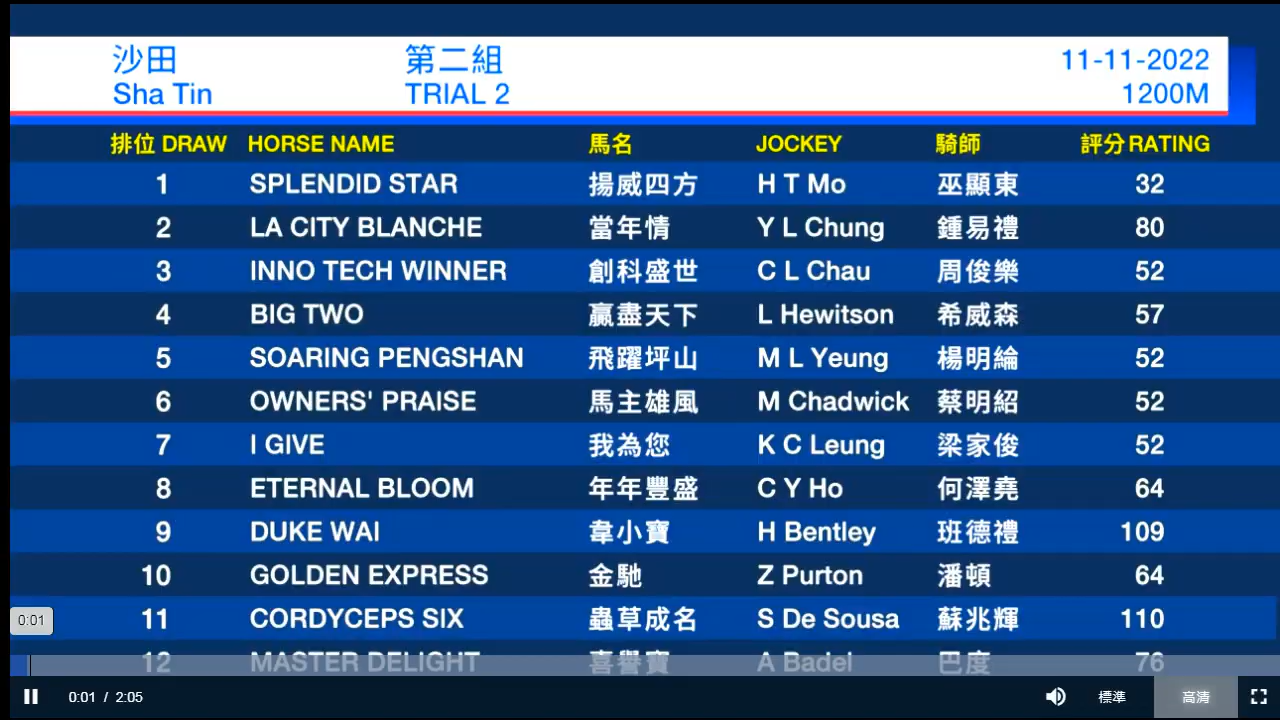 沙田 第二組 11-11-2022
Sha Tin TRIAL 2 1200M
排位 DRAW HORSE NAME 馬名 JOCKEY 騎師 評分 RATING
1 SPLENDID STAR 揚威四方 H T Mo 巫顯東 32
2 LA CITY BLANCHE 當年情 Y L Chung 鍾易禮 80
3 INNO TECH WINNER 創科盛世 C L Chau 周俊樂 52
4 BIG TWO 贏盡天下 L Hewitson 希威森 57
5 SOARING PENGSHAN 飛躍坪山 M L Yeung 楊明綸 52
6 OWNERS' PRAISE 馬主雄風 M Chadwick 蔡明紹 52
7 I GIVE 我為您 K C Leung 梁家俊 52
8 ETERNAL BLOOM 年年豐盛 C Y Ho 何澤堯 64
9 DUKE WAI 韋小寶 H Bentley 班德禮 109
10 GOLDEN EXPRESS 金馳 Z Purton 潘頓 64
11 CORDYCEPS SIX 蟲草成名 S De Sousa 蘇兆輝 110
0:01
12 MASTER DELIGHT 喜譽寶 A Badel 巴度 76
0:01 / 2:05 標準 高清